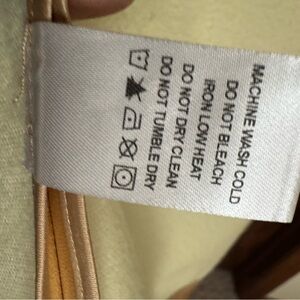 MACHINE WASH COLD
DO NOT BLEACH
IRON LOW HEAT
DO NOT DRY CLEAN
DO NOT TUMBLE DRY